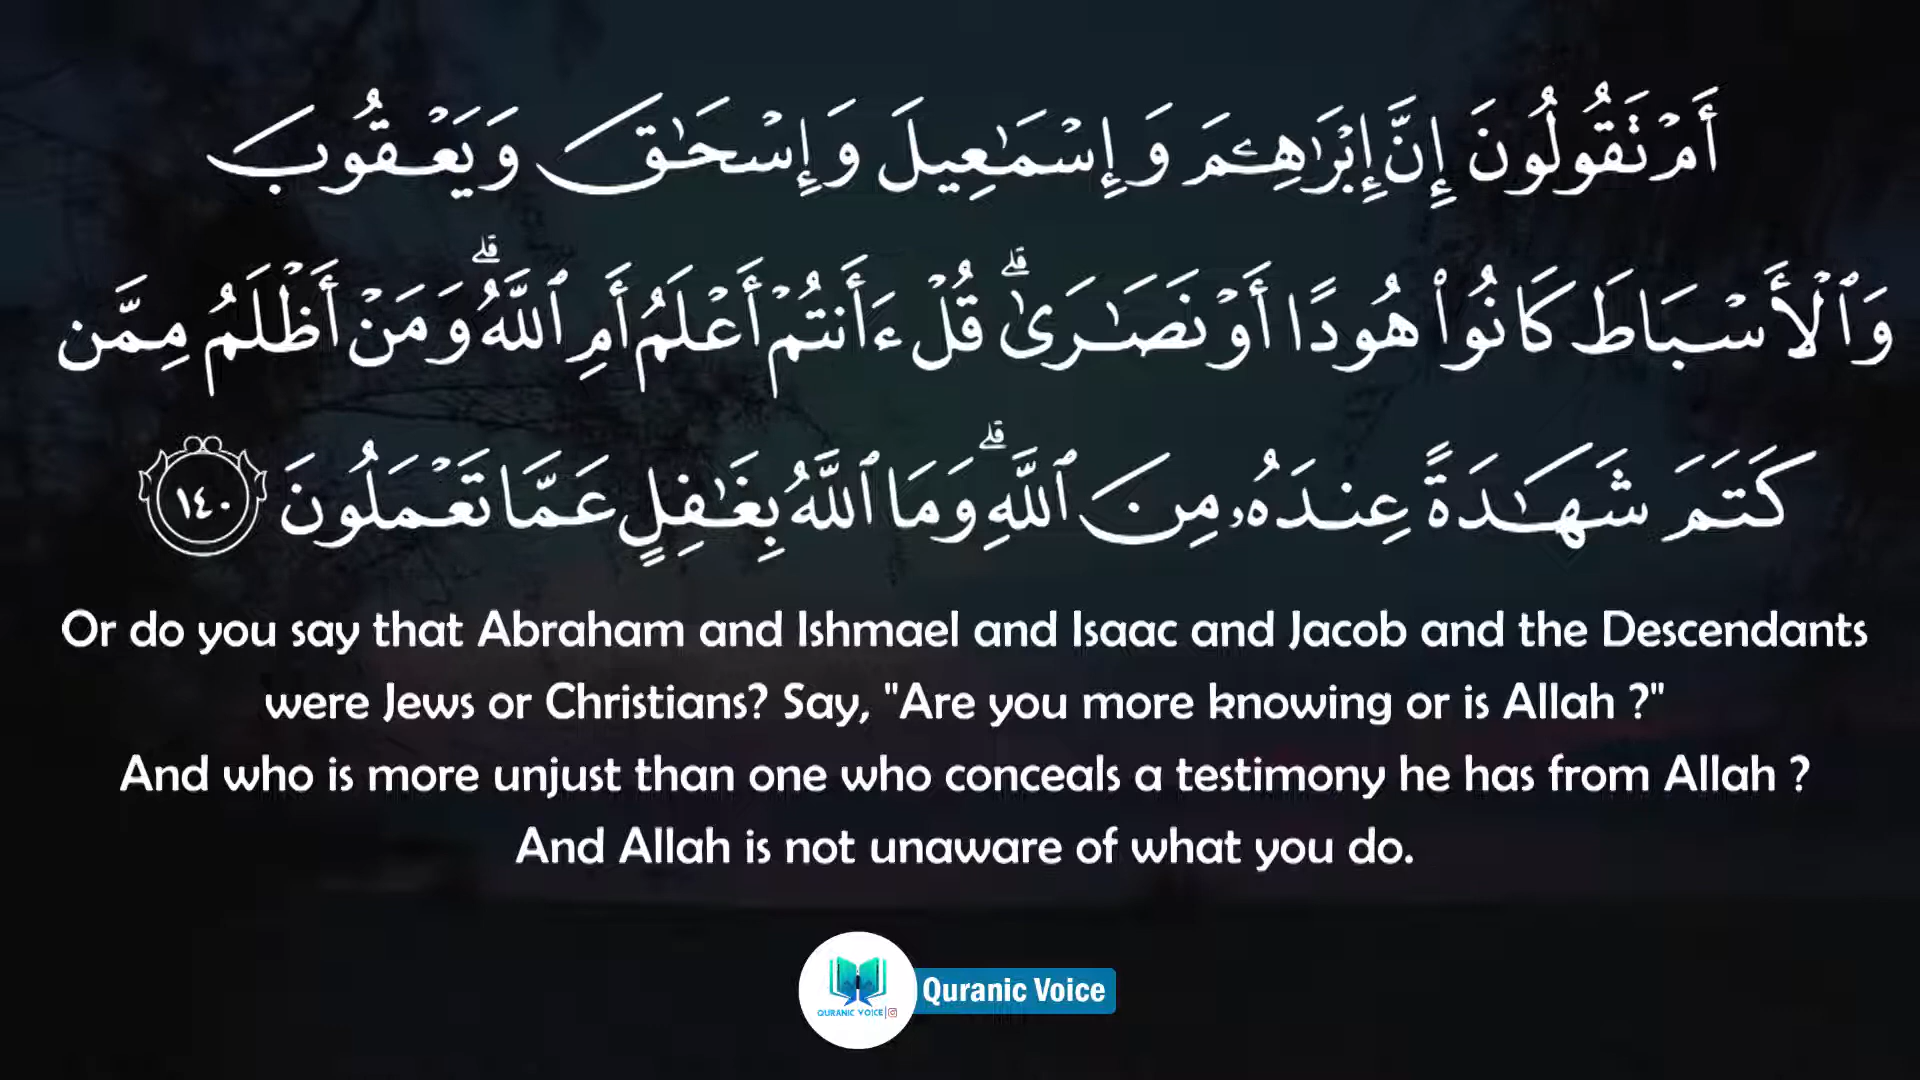 أَمْ تَقُولُونَ إِنَّ إِبْرَٰهِـۧمَ وَإِسْمَـٰعِيلَ وَإِسْحَـٰقَ وَيَعْقُوبَ
وَٱلْأَسْبَاطَ كَانُوا۟ هُودًا أَوْ نَصَـٰرَىٰ ۗ قُلْ ءَأَنتُمْ أَعْلَمُ أَمِ ٱللَّهُ ۗ وَمَنْ أَظْلَمُ مِمَّن
كَتَمَ شَهَـٰدَةً عِندَهُۥ مِنَ ٱللَّهِ ۗ وَمَا ٱللَّهُ بِغَـٰفِلٍ عَمَّا تَعْمَلُونَ ١٤٠
Or do you say that Abraham and Ishmael and Isaac and Jacob and the Descendants
were Jews or Christians? Say, "Are you more knowing or is Allah ?"
And who is more unjust than one who conceals a testimony he has from Allah ?
And Allah is not unaware of what you do.
Quranic Voice
QURANIC VOICE